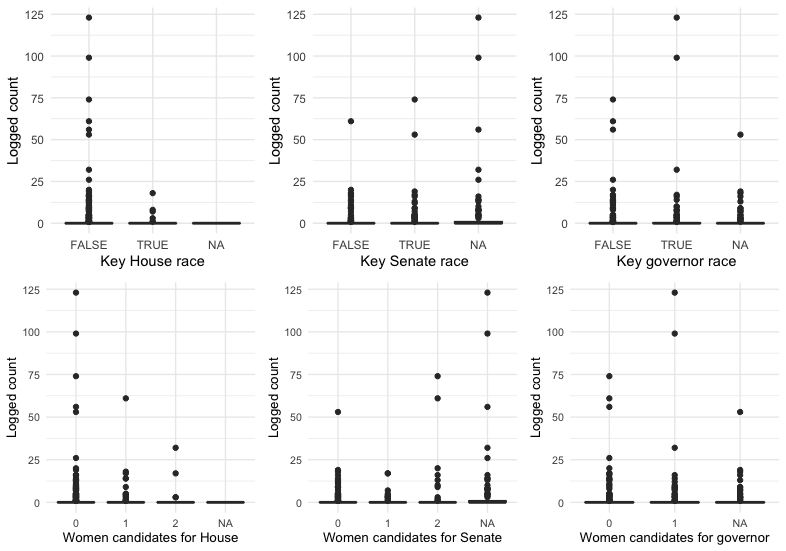 125
100
75
50
25
0
Logged count
FALSE TRUE NA
Key House race
125
100
75
50
25
0
Logged count
FALSE TRUE NA
Key Senate race
125
100
75
50
25
0
Logged count
FALSE TRUE NA
Key governor race
125
100
75
50
25
0
Logged count
0 1 2 NA
Women candidates for House
125
100
75
50
25
0
Logged count
0 1 2 NA
Women candidates for Senate
125
100
75
50
25
0
Logged count
0 1 NA
Women candidates for governor